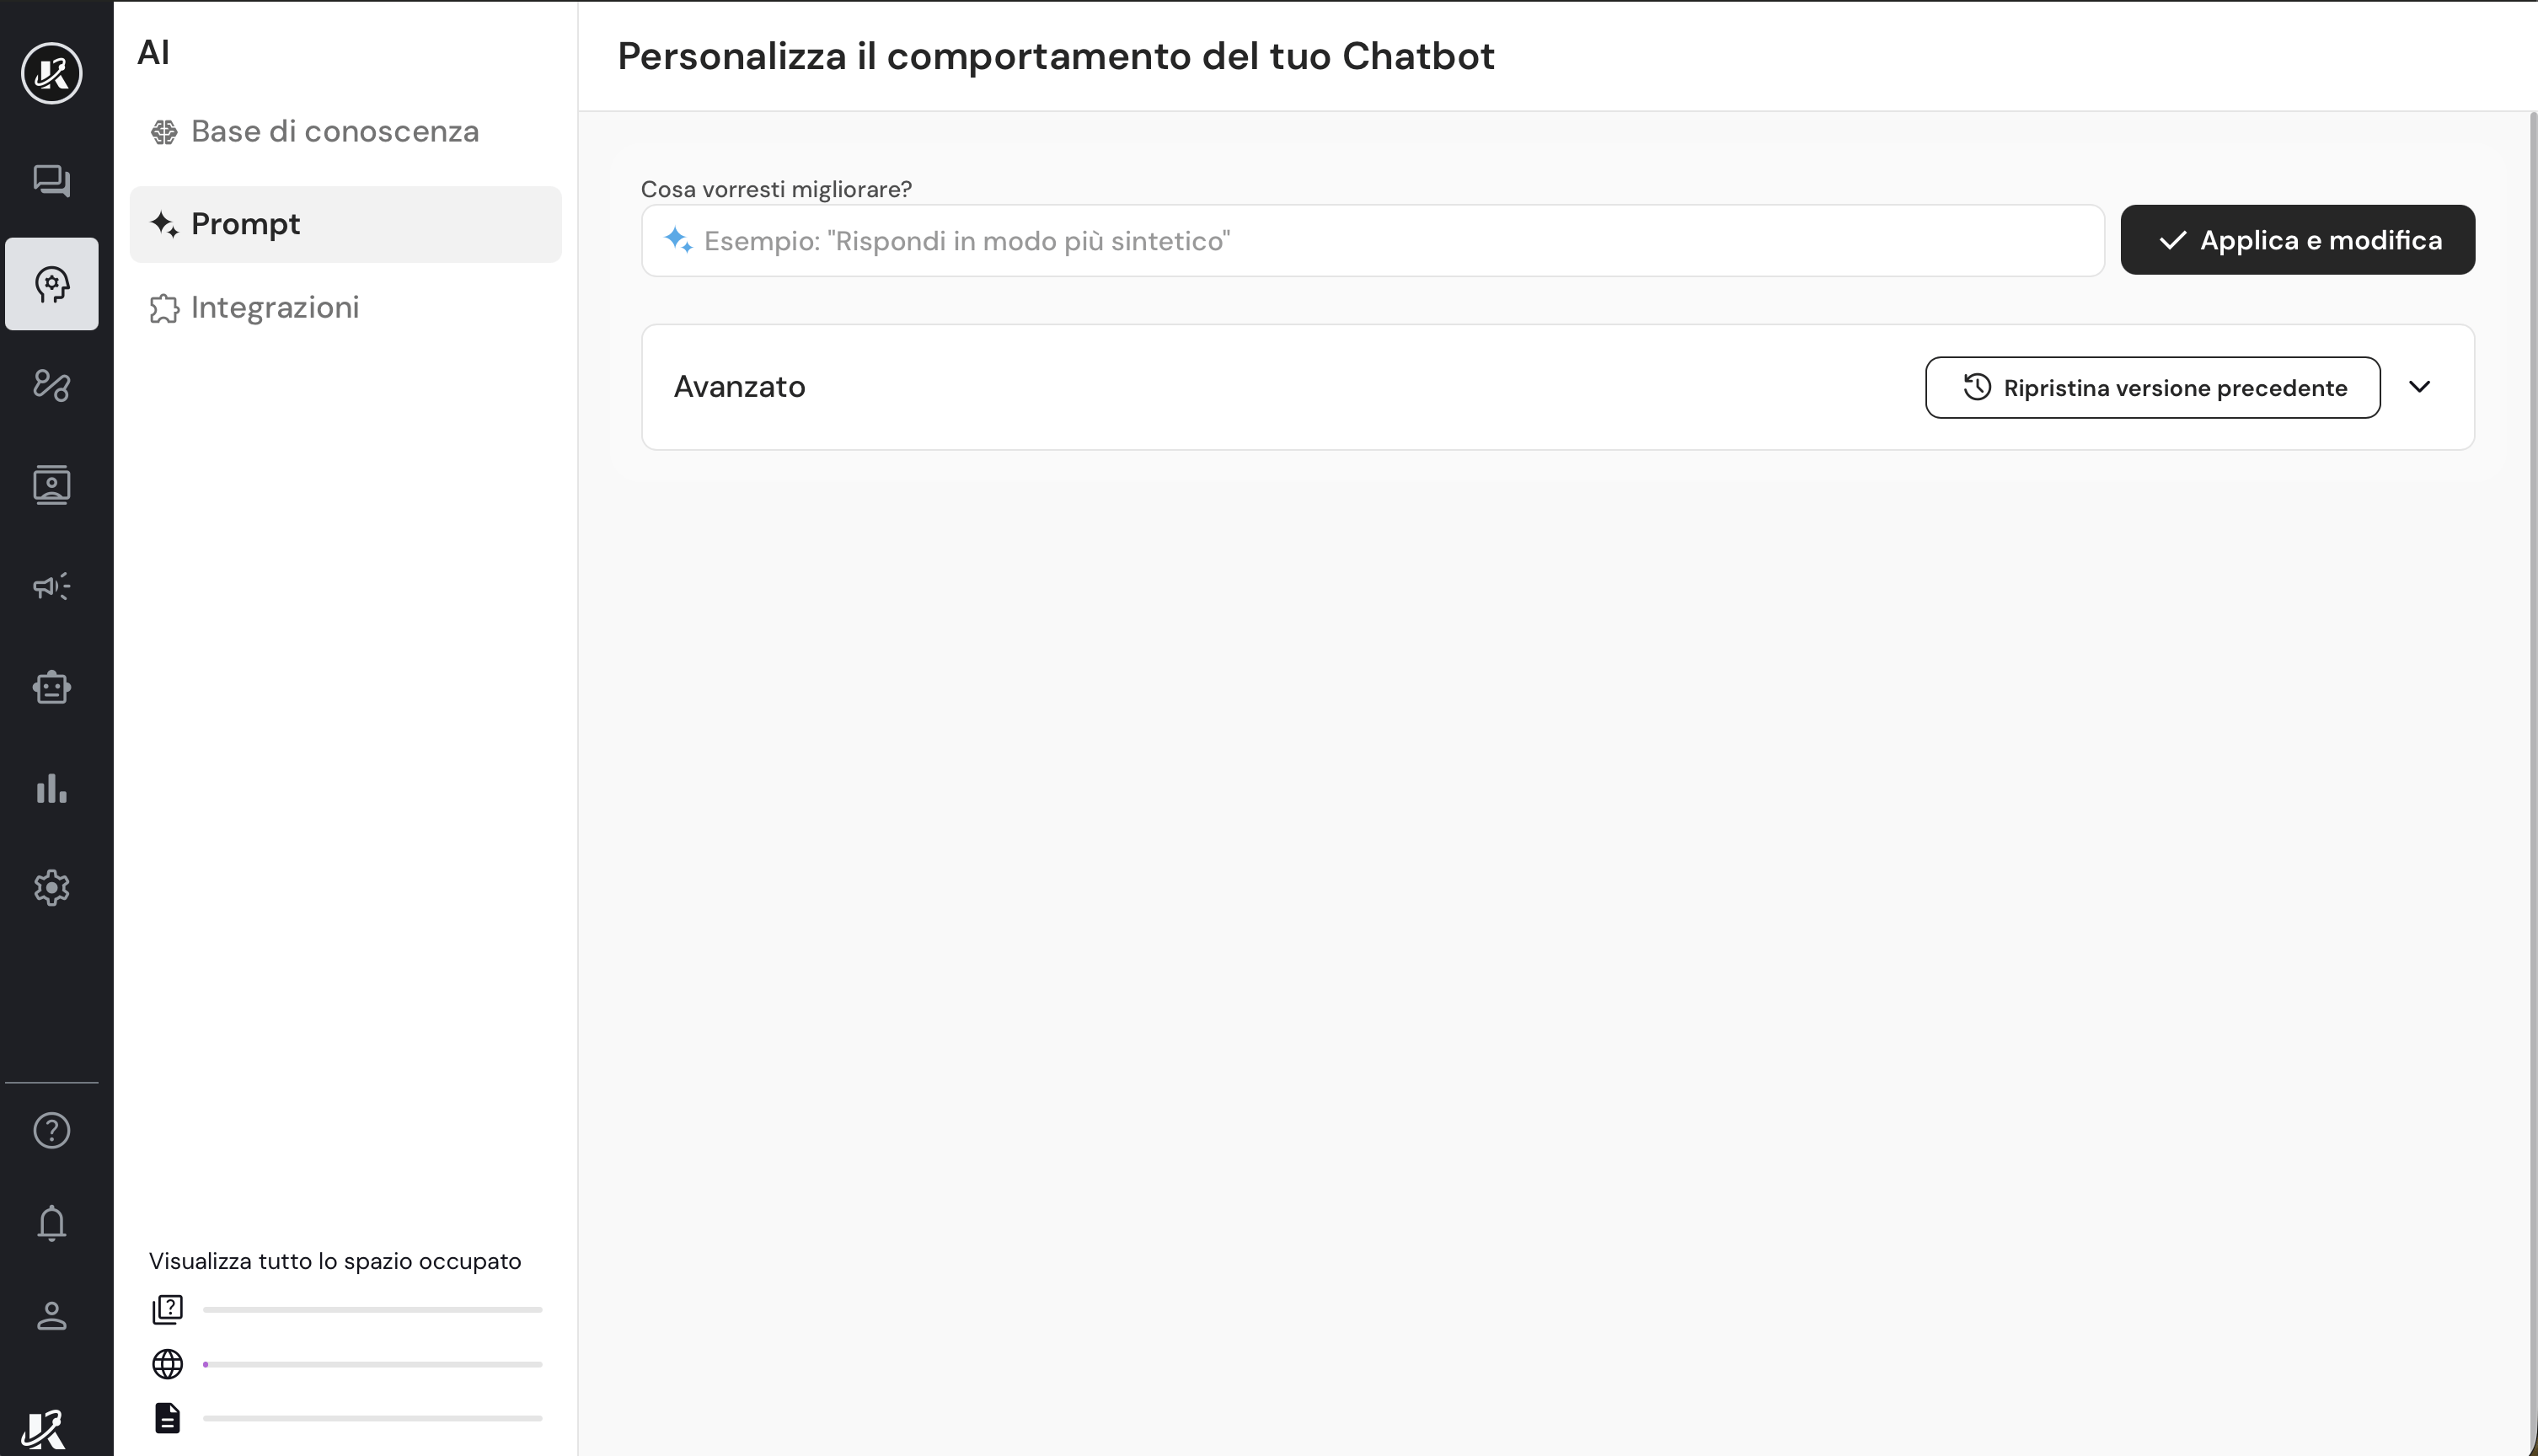 AI
Base di conoscenza
Prompt
Integrazioni
Visualizza tutto lo spazio occupato
Personalizza il comportamento del tuo Chatbot
Cosa vorresti migliorare?
Esempio: "Rispondi in modo più sintetico"
Applica e modifica
Avanzato
Ripristina versione precedente